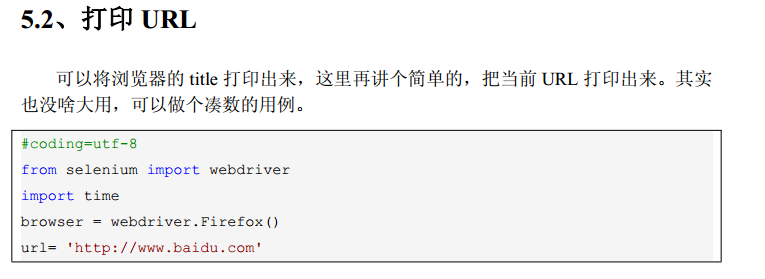 5.2、打印 URL
可以将浏览器的 title 打印出来，这里再讲个简单的，把当前 URL 打印出来。其实
也没啥大用，可以做个凑数的用例。
#coding=utf-8
from selenium import webdriver
import time
browser = webdriver.Firefox()
url= 'http://www.baidu.com'